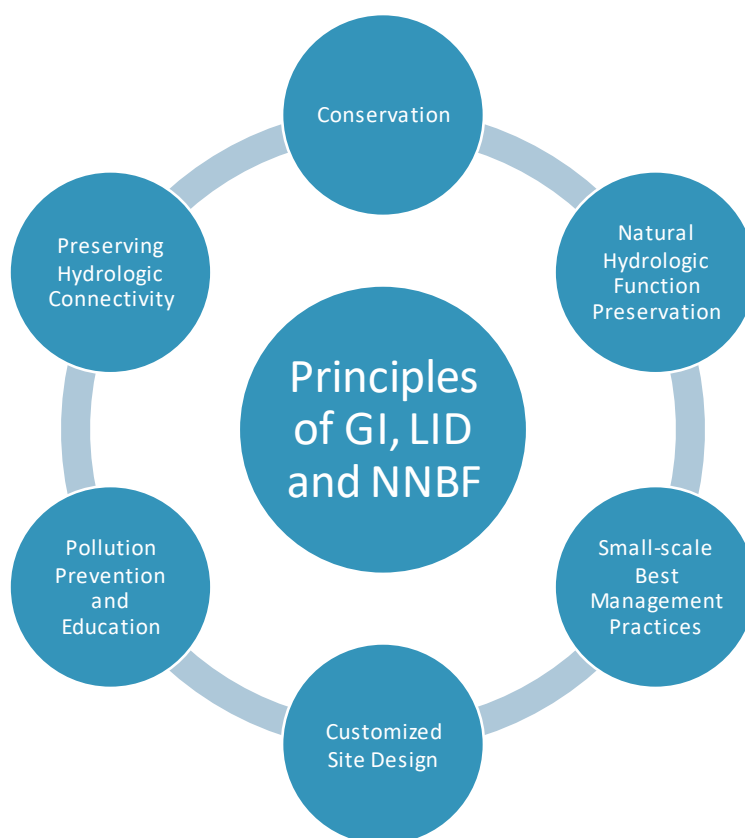 Conservation
Natural
Hydrologic
Function
Preservation
Small-scale
Best
Management
Practices
Customized
Site Design
Pollution
Prevention
and
Education
Preserving
Hydrologic
Connectivity
Principles
of GI, LID
and NNBF